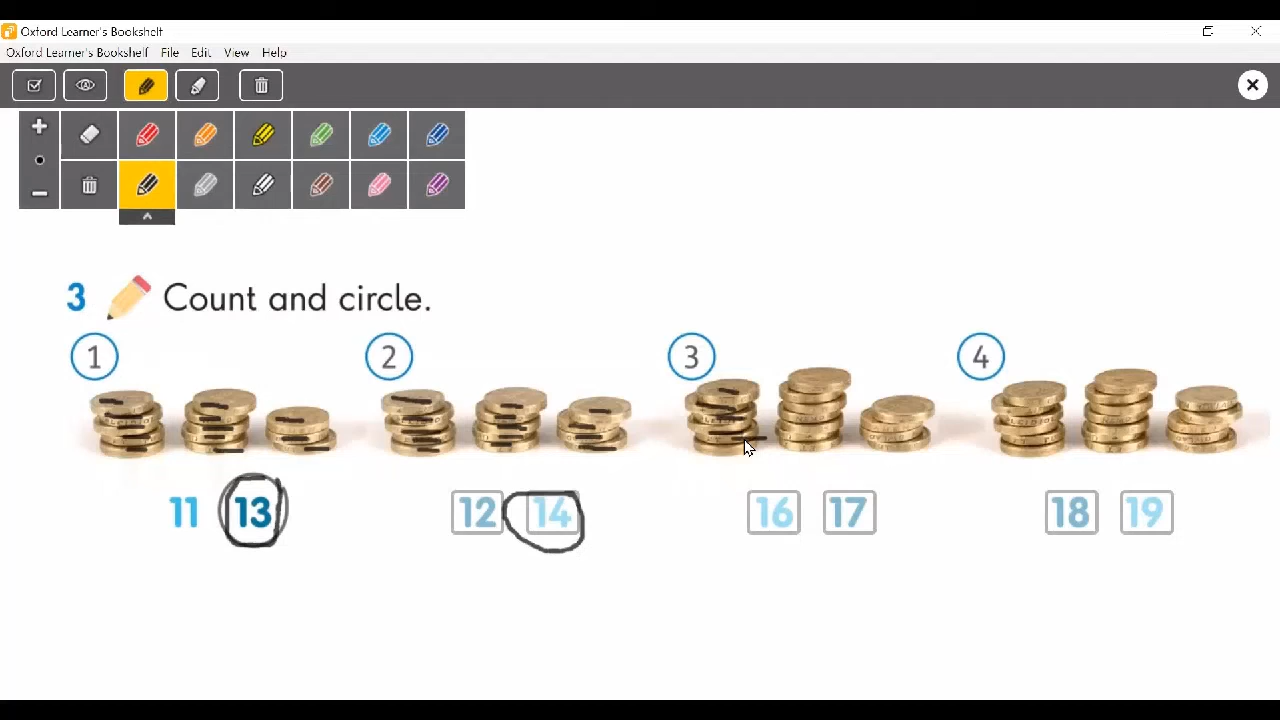 Oxford Learner's Bookshelf
Oxford Learner's Bookshelf File Edit View Help
3 Count and circle.
1 2 3 4
11 13 12 14 16 17 18 19